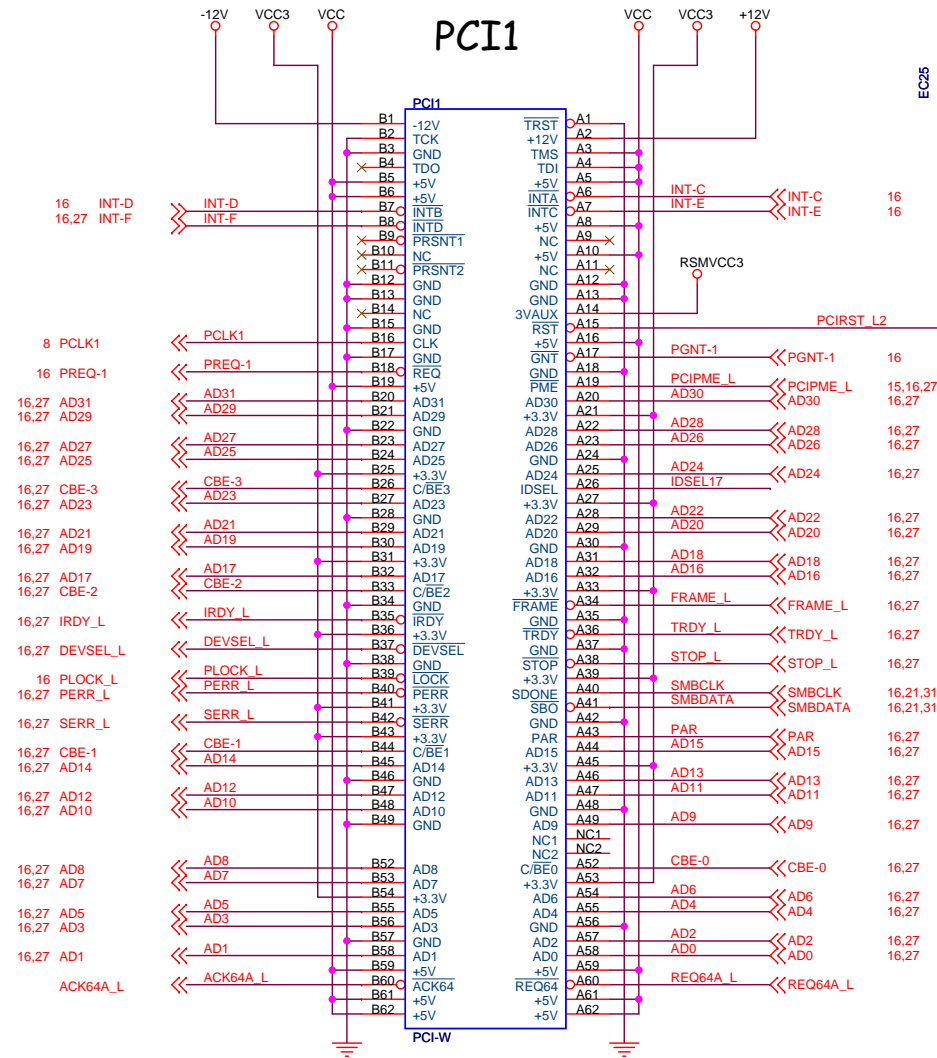 -12V VCC3 VCC VCC VCC3 +12V
PCI1
EC25
PCI1
B1 -12V TRST A1
B2 TCK +12V A2
B3 GND TMS A3
B4 TDO TDI A4
B5 +5V +5V A5
B6 +5V INTA A6 INT-C INT-C 16
16 INT-D INT-D B7 INTB INTC A7 INT-E INT-E 16
16,27 INT-F INT-F B8 INTD +5V A8
B9 PRSNT1 NC A9
B10 NC +5V A10
B11 PRSNT2 NC A11
RSMVCC3
B12 GND GND A12
B13 GND GND A13
B14 NC 3VAUX A14
B15 GND RST A15 PCIRST_L2
8 PCLK1 PCLK1 B16 CLK +5V A16
B17 GND GNT A17 PGNT-1 PGNT-1 16
16 PREQ-1 PREQ-1 B18 REQ GND A18
B19 +5V PME A19 PCIPME_L PCIPME_L 15,16,27
16,27 AD31 AD31 B20 AD31 AD30 A20 AD30 AD30 16,27
16,27 AD29 AD29 B21 AD29 +3.3V A21
B22 GND AD28 A22 AD28 AD28 16,27
16,27 AD27 AD27 B23 AD27 AD26 A23 AD26 AD26 16,27
16,27 AD25 AD25 B24 AD25 GND A24
B25 +3.3V AD24 A25 AD24 AD24 16,27
16,27 CBE-3 CBE-3 B26 C/BE3 IDSEL A26 IDSEL17
16,27 AD23 AD23 B27 AD23 +3.3V A27
B28 GND AD22 A28 AD22 AD22 16,27
16,27 AD21 AD21 B29 AD21 AD20 A29 AD20 AD20 16,27
16,27 AD19 AD19 B30 AD19 GND A30
B31 +3.3V AD18 A31 AD18 AD18 16,27
16,27 AD17 AD17 B32 AD17 AD16 A32 AD16 AD16 16,27
16,27 CBE-2 CBE-2 B33 C/BE2 +3.3V A33
B34 GND FRAME A34 FRAME_L FRAME_L 16,27
16,27 IRDY_L IRDY_L B35 IRDY GND A35
B36 +3.3V TRDY A36 TRDY_L TRDY_L 16,27
16,27 DEVSEL_L DEVSEL_L B37 DEVSEL GND A37
B38 GND STOP A38 STOP_L STOP_L 16,27
16 PLOCK_L PLOCK_L B39 LOCK +3.3V A39
16,27 PERR_L PERR_L B40 PERR SDONE A40 SMBCLK SMBCLK 16,21,31
B41 +3.3V SBO A41 SMBDATA SMBDATA 16,21,31
16,27 SERR_L SERR_L B42 SERR GND A42
B43 +3.3V PAR A43 PAR PAR 16,27
16,27 CBE-1 CBE-1 B44 C/BE1 AD15 A44 AD15 AD15 16,27
16,27 AD14 AD14 B45 AD14 +3.3V A45
B46 GND AD13 A46 AD13 AD13 16,27
16,27 AD12 AD12 B47 AD12 AD11 A47 AD11 AD11 16,27
16,27 AD10 AD10 B48 AD10 GND A48
B49 GND AD9 A49 AD9 AD9 16,27
NC1 NC1
NC2 NC2
16,27 AD8 AD8 B52 AD8 C/BE0 A52 CBE-0 CBE-0 16,27
16,27 AD7 AD7 B53 AD7 +3.3V A53
B54 +3.3V AD6 A54 AD6 AD6 16,27
16,27 AD5 AD5 B55 AD5 AD4 A55 AD4 AD4 16,27
16,27 AD3 AD3 B56 AD3 GND A56
B57 GND AD2 A57 AD2 AD2 16,27
16,27 AD1 AD1 B58 AD1 AD0 A58 AD0 AD0 16,27
B59 +5V +5V A59
ACK64A_L ACK64A_L B60 ACK64 REQ64 A60 REQ64A_L REQ64A_L
B61 +5V +5V A61
B62 +5V +5V A62
PCI-W